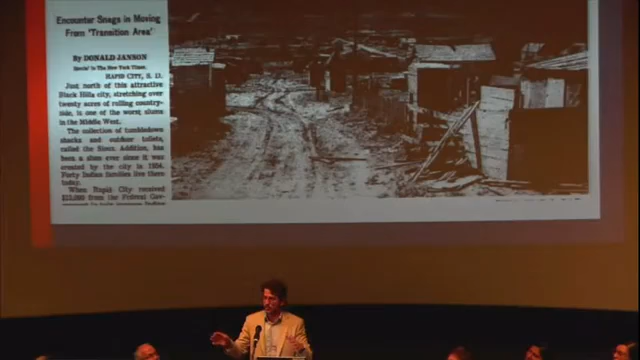 Encounter Snags in Moving
From 'Transition Area'
By DONALD JANSON
Special to The New York Times
RAPID CITY, S. D.
Just north of this attractive
Black Hills city, stretching over
twenty acres of rolling country-
side, is one of the worst slums
in the Middle West.
The collection of tumbledown
shacks and outdoor toilets,
called the Sioux Addition, has
been a slum ever since it was
created by the city in 1954.
Forty Indian families live there
today.
When Rapid City received
from the Federal Gov-